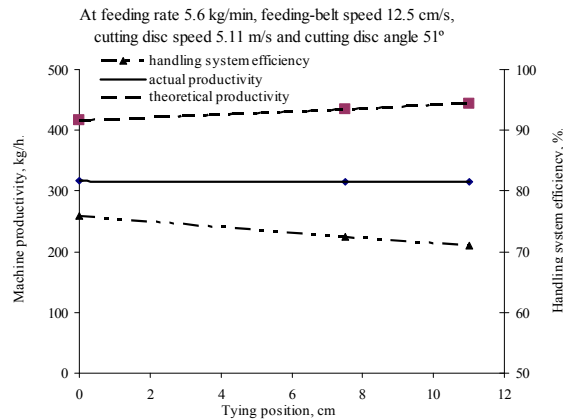 At feeding rate 5.6 kg/min, feeding-belt speed 12.5 cm/s,
cutting disc speed 5.11 m/s and cutting disc angle 51º
handling system efficiency
actual productivity
theoretical productivity
Machine productivity, kg/h.
500
400
300
200
100
0
100
90
80
70
60
50
Handling system efficiency, %.
0 2 4 6 8 10 12
Tying position, cm